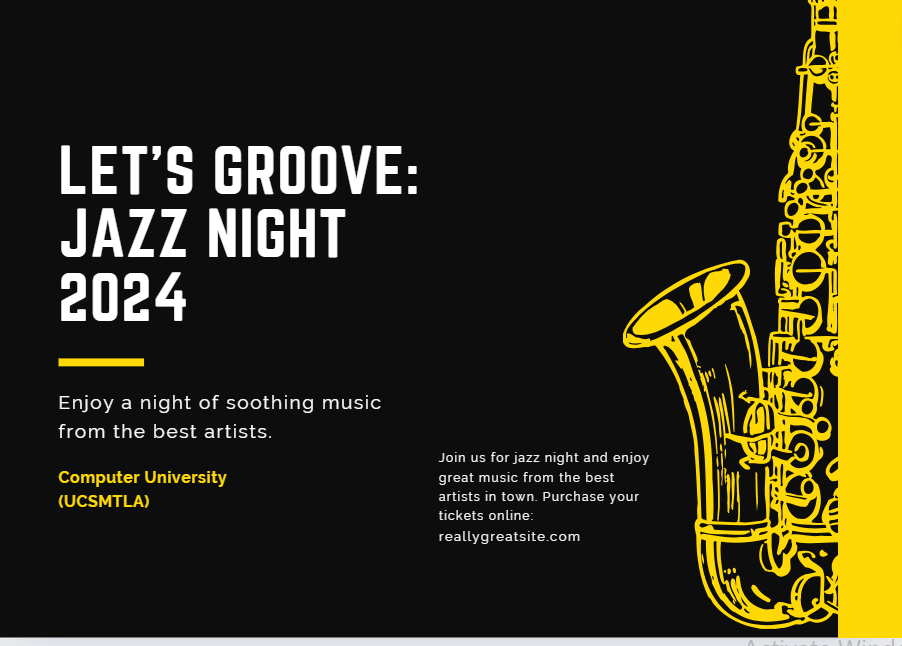 LET'S GROOVE:
JAZZ NIGHT
2024
Enjoy a night of soothing music
from the best artists.
Computer University
(UCSMTLA)
Join us for jazz night and enjoy
great music from the best
artists in town. Purchase your
tickets online:
reallygreatsite.com